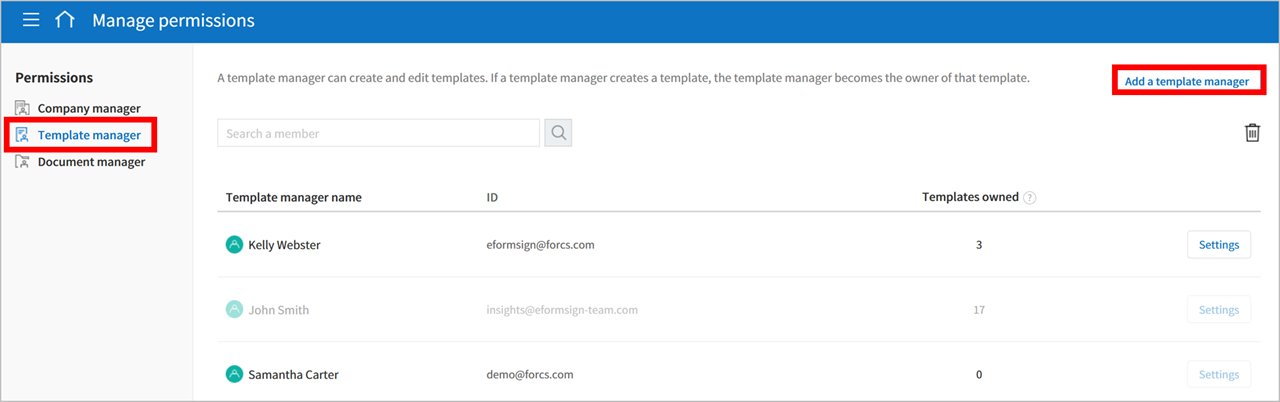 Manage permissions
Permissions
Company manager
Template manager
Document manager
A template manager can create and edit templates. If a template manager creates a template, the template manager becomes the owner of that template.
Add a template manager
Search a member
Template manager name ID Templates owned ?
Kelly Webster eformsign@forcs.com 3 Settings
John Smith insights@eformsign-team.com 17 Settings
Samantha Carter demo@forcs.com 0 Settings